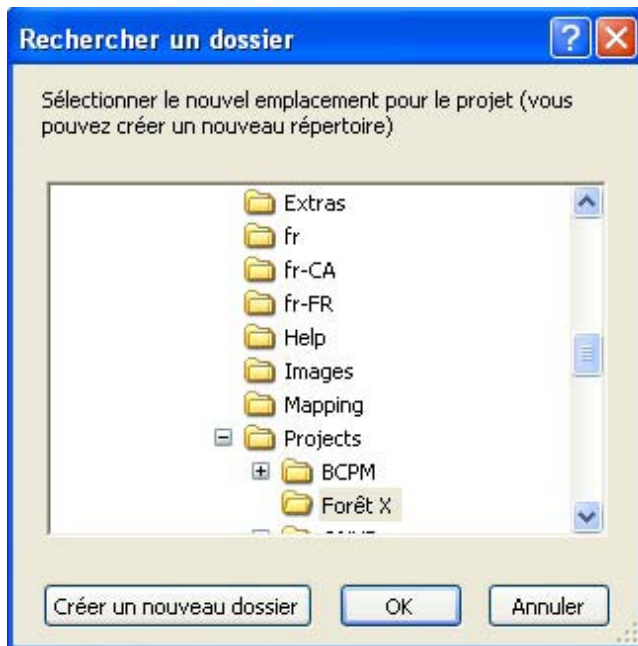 Rechercher un dossier
Sélectionner le nouvel emplacement pour le projet (vous
pouvez créer un nouveau répertoire)
Extras
fr
fr-CA
fr-FR
Help
Images
Mapping
Projects
BCPM
Forêt X
Créer un nouveau dossier
OK
Annuler